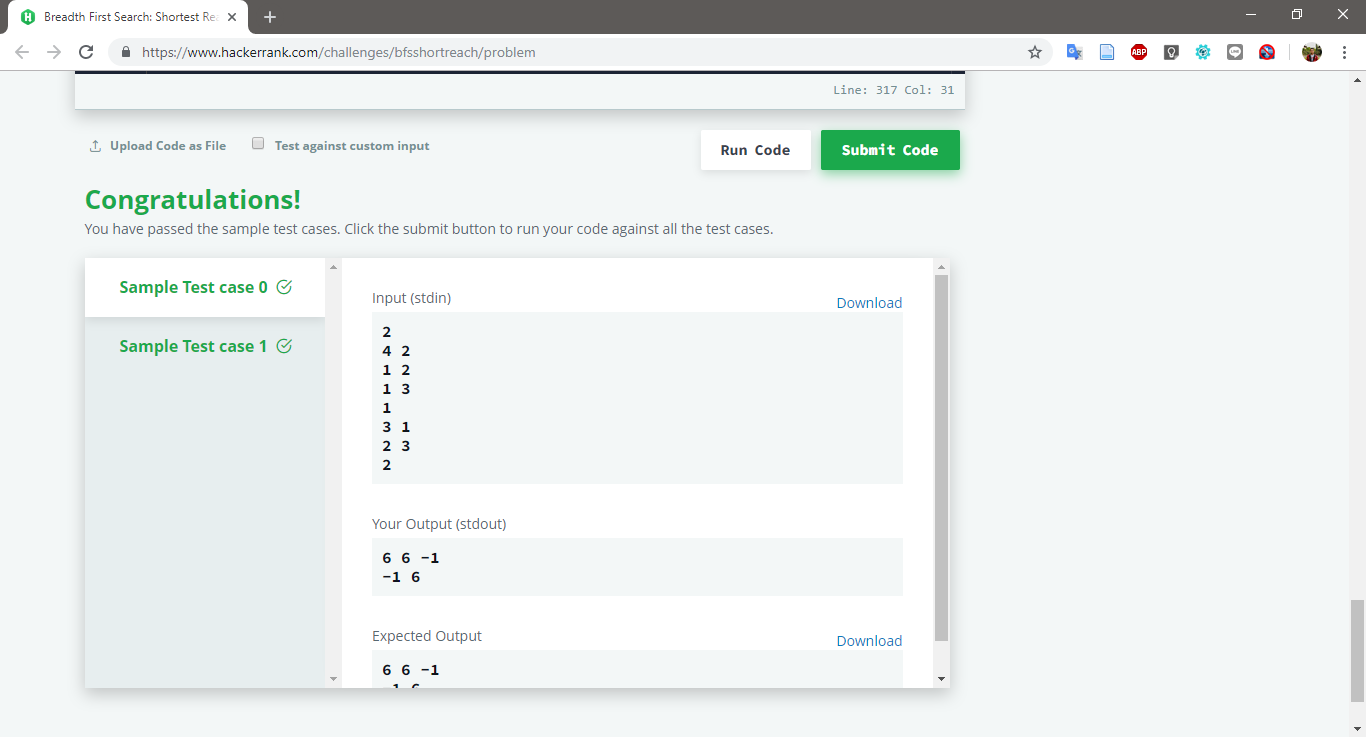 Breadth First Search: Shortest Re
https://www.hackerrank.com/challenges/bfsshortreach/problem
ABP
Line: 317 Col: 31
Upload Code as File
Test against custom input
Run Code
Submit Code
Congratulations!
You have passed the sample test cases. Click the submit button to run your code against all the test cases.
Sample Test case 0
Sample Test case 1
Input (stdin)
Download
2
4 2
1 2
1 3
1
3 1
2 3
2
Your Output (stdout)
6 6 -1
-1 6
Expected Output
Download
6 6 -1
-1 6